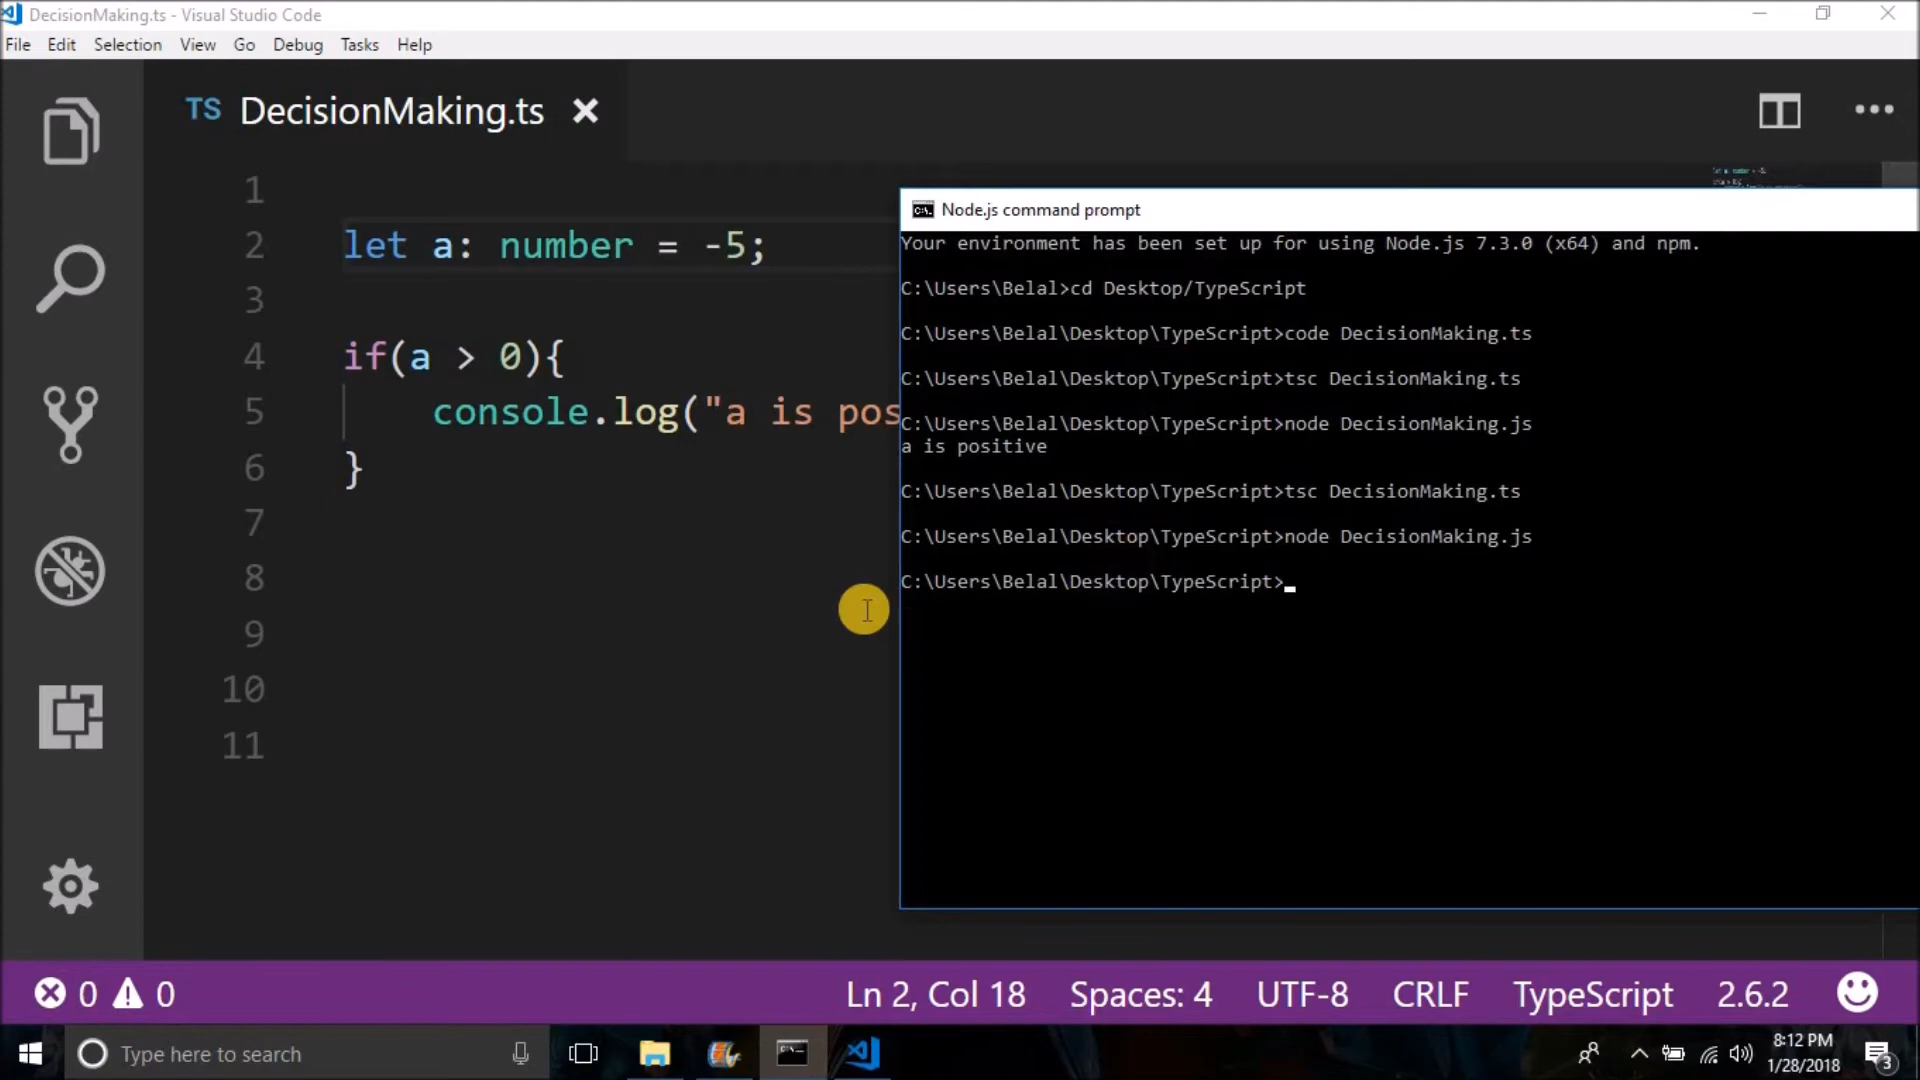 DecisionMaking.ts - Visual Studio Code
File Edit Selection View Go Debug Tasks Help
TS DecisionMaking.ts
1
2 let a: number = -5;
3
4 if(a > 0){
5 console.log("a is pos
6 }
7
8
9
10
11
Node.js command prompt
Your environment has been set up for using Node.js 7.3.0 (x64) and npm.
C:\Users\Belal>cd Desktop/TypeScript
C:\Users\Belal\Desktop\TypeScript>code DecisionMaking.ts
C:\Users\Belal\Desktop\TypeScript>tsc DecisionMaking.ts
C:\Users\Belal\Desktop\TypeScript>node DecisionMaking.js
a is positive
C:\Users\Belal\Desktop\TypeScript>tsc DecisionMaking.ts
C:\Users\Belal\Desktop\TypeScript>node DecisionMaking.js
C:\Users\Belal\Desktop\TypeScript>
0 0 Ln 2, Col 18 Spaces: 4 UTF-8 CRLF TypeScript 2.6.2
Type here to search
8:12 PM
1/28/2018
3